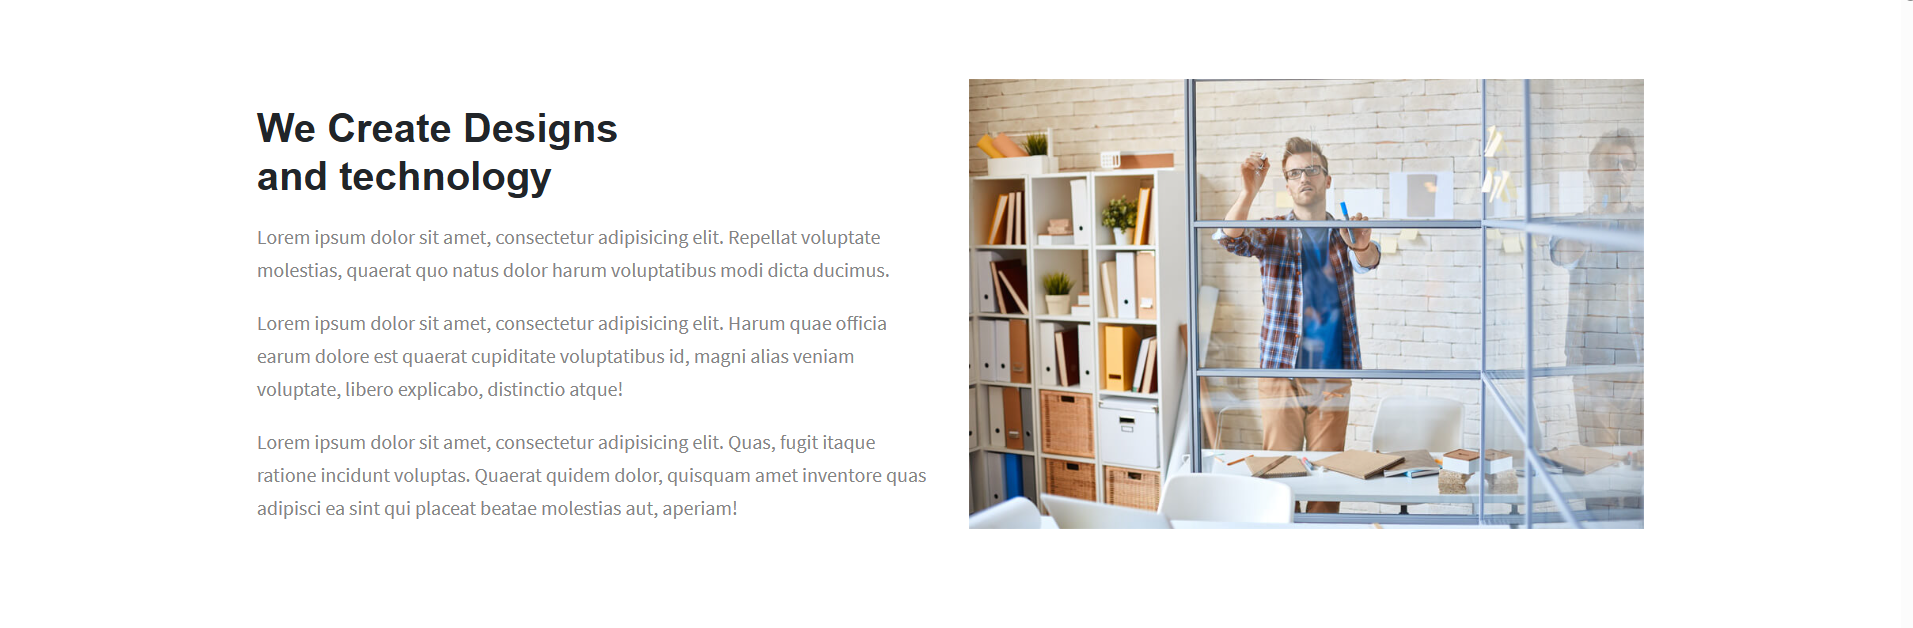 We Create Designs
and technology
Lorem ipsum dolor sit amet, consectetur adipisicing elit. Repellat voluptate
molestias, quaerat quo natus dolor harum voluptatibus modi dicta ducimus.
Lorem ipsum dolor sit amet, consectetur adipisicing elit. Harum quae officia
earum dolore est quaerat cupiditate voluptatibus id, magni alias veniam
voluptate, libero explicabo, distinctio atque!
Lorem ipsum dolor sit amet, consectetur adipisicing elit. Quas, fugit itaque
ratione incidunt voluptas. Quaerat quidem dolor, quisquam amet inventore quas
adipisci ea sint qui placeat beatae molestias aut, aperiam!